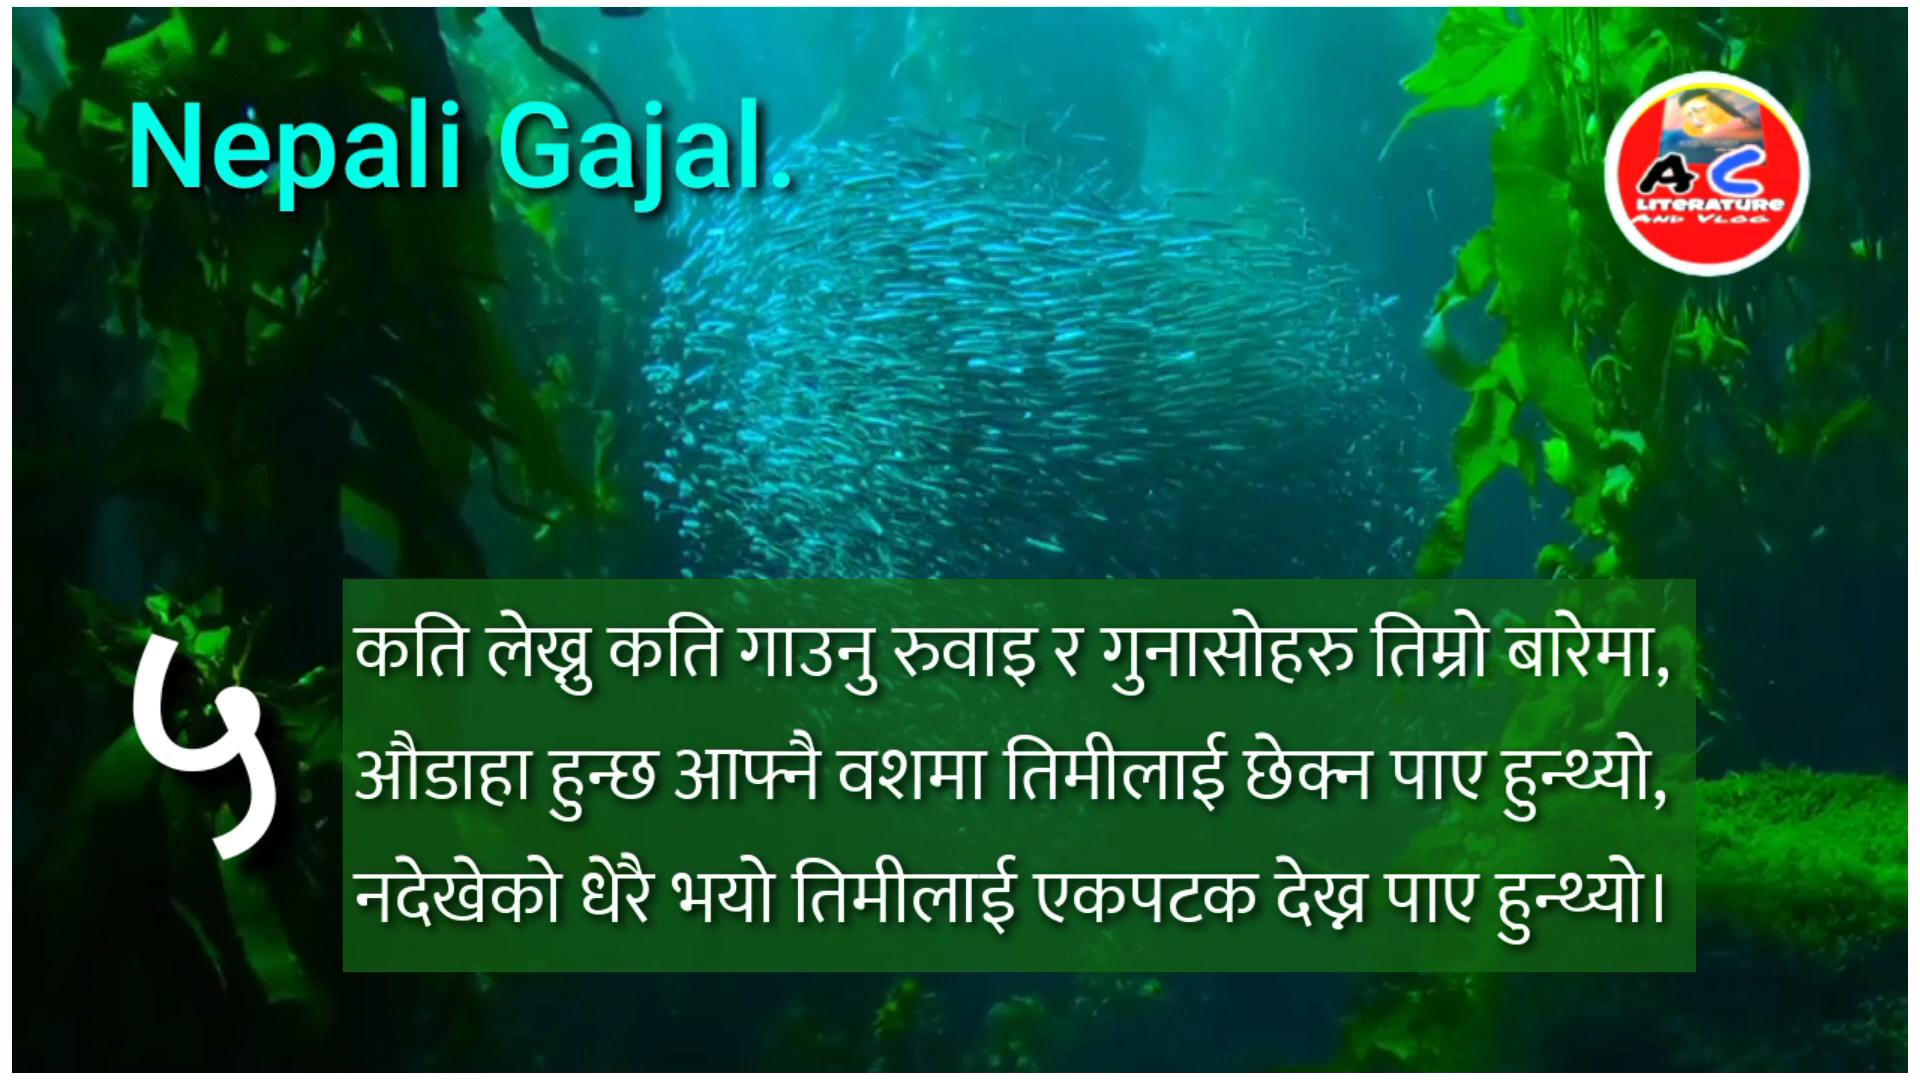 Nepali Gajal.
A C
LITERATURE
AND VLOG
५
कति लेख्नु कति गाउनु रुवाइ र गुनासोहरु तिम्रो बारेमा,
औडाहा हुन्छ आफ्नै वशमा तिमीलाई छेक्न पाए हुन्थ्यो,
नदेखेको धेरै भयो तिमीलाई एकपटक देख्न पाए हुन्थ्यो।